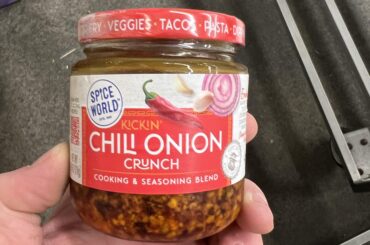 VEGGIES · TACOS · PASTA
SPICE
WORLD
KICKIN'
CHILI ONION
CRUNCH
COOKING & SEASONING BLEND